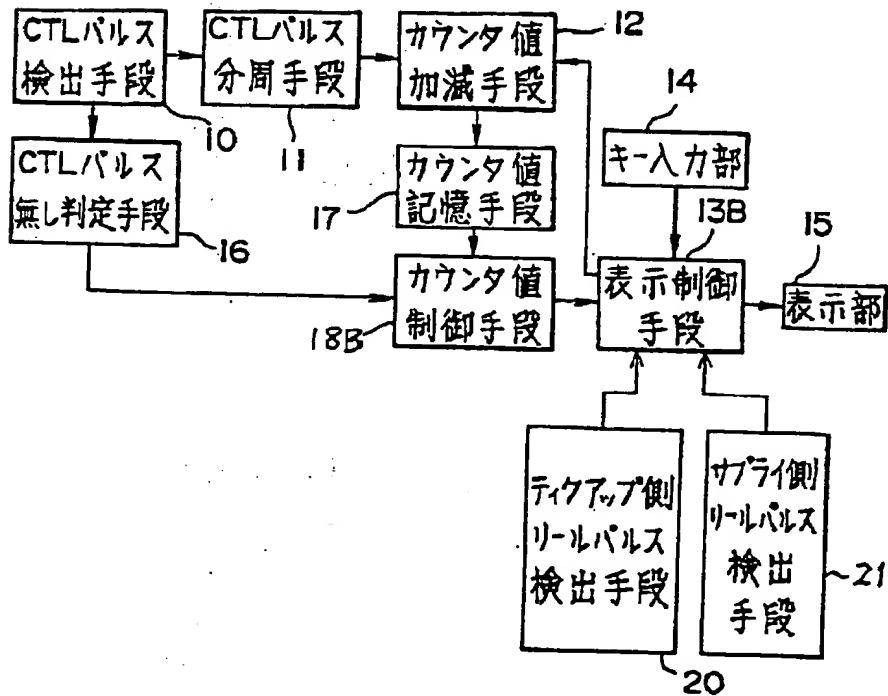 CTLパルス
検出手段
10
CTLパルス
分周手段
11
カウンタ値
加減手段
12
CTLパルス
無し判定手段
16
カウンタ値
記憶手段
17
カウンタ値
制御手段
18B
キー入力部
14
表示制御
手段
13B
表示部
15
ティクアップ側
リールパルス
検出手段
20
サプライ側
リールパルス
検出
手段
21